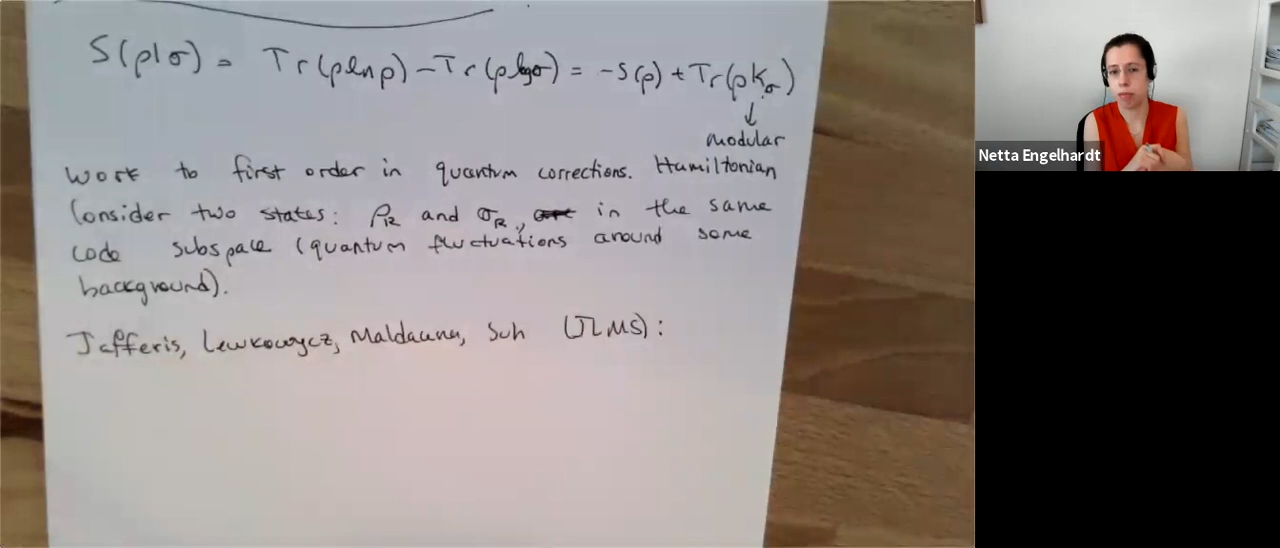 S(ρ|σ) = Tr(ρlnρ) - Tr(ρlogσ) = -S(ρ) + Tr(ρK_σ)
↓
modular
Work to first order in quantum corrections. Hamiltonian
Consider two states: ρ_R and σ_R, in the same
code subspace (quantum fluctuations around some
background).
Jafferis, Lewkowycz, Maldacena, Suh (JLMS):
Netta Engelhardt